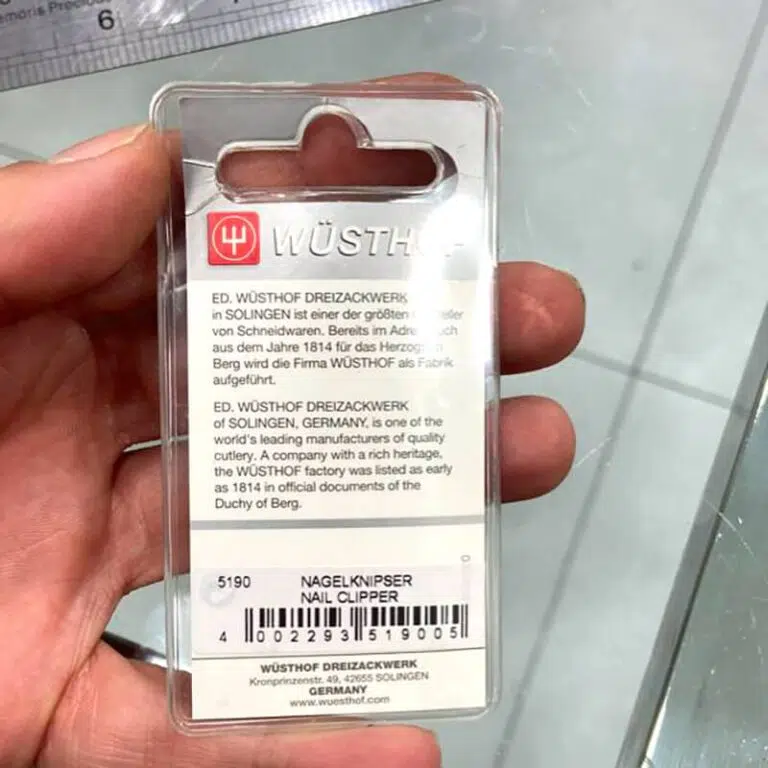 6
WÜSTHOF
ED. WÜSTHOF DREIZACKWERK
in SOLINGEN ist einer der größten
von Schneidwaren. Bereits im
aus dem Jahre 1814 für das
Berg wird die Firma WÜSTHOF als Fabrik
aufgeführt.
ED. WÜSTHOF DREIZACKWERK
of SOLINGEN, GERMANY, is one of the
world's leading manufacturers of quality
cutlery. A company with a rich heritage,
the WÜSTHOF factory was listed as early
as 1814 in official documents of the
Duchy of Berg.
0
5190 NAGELKNIPSER
NAIL CLIPPER
4 002293 519005
WÜSTHOF DREIZACKWERK
Kronprinzenstr. 49, 42655 SOLINGEN
GERMANY
www.wuesthof.com